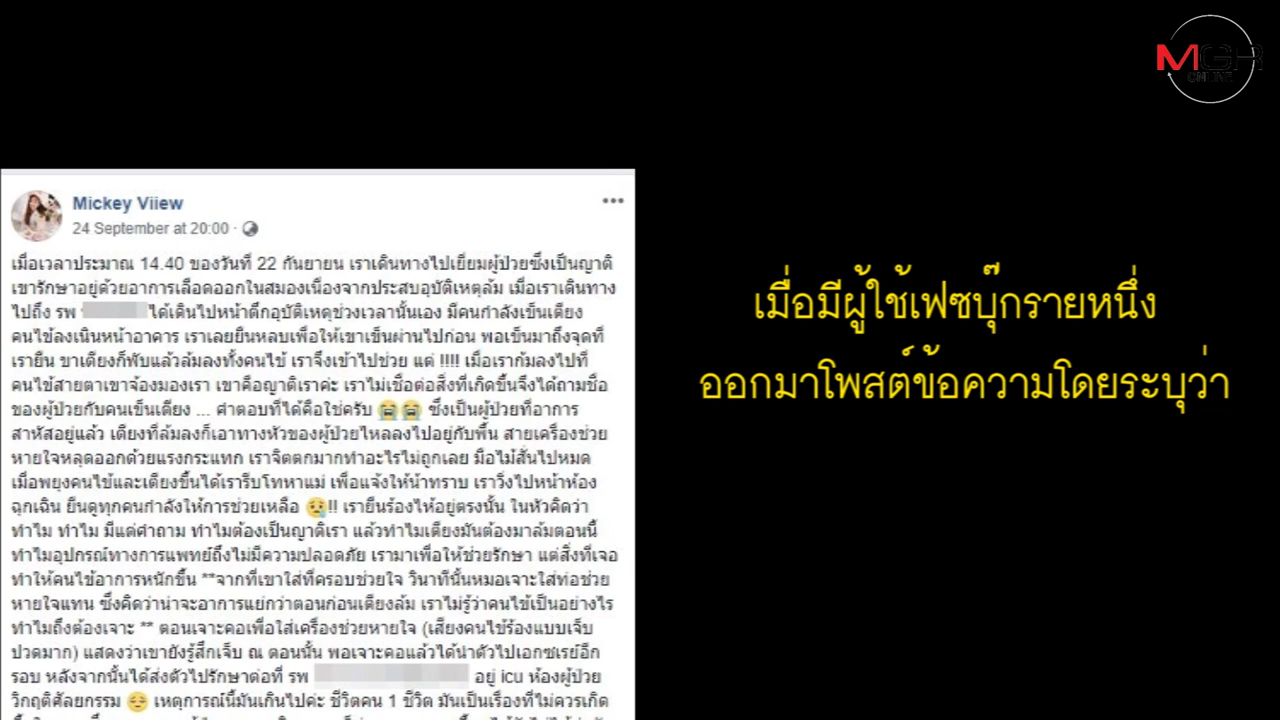 MGR
ONLINE
Mickey Viiew
24 September at 20:00
เมื่อเวลาประมาณ 14.40 ของวันที่ 22 กันยายน เราเดินทางไปเยี่ยมผู้ป่วยซึ่งเป็นญาติ
เขารักษาอยู่ด้วยอาการเลือดออกในสมองเนื่องจากประสบอุบัติเหตุล้ม เมื่อเราเดินทาง
ไปถึง รพ ได้เดินไปหน้าตึกอุบัติเหตุช่วงเวลานั้นเอง มีคนกำลังเข็นเตียง
คนไข้ลงเนินหน้าอาคาร เราเลยยืนหลบเพื่อให้เขาเข็นผ่านไปก่อน พอเข็นมาถึงจุดที่
เรายืน ขาเตียงก็พับแล้วล้มลงทั้งคนไข้ เราจึงเข้าไปช่วย แต่ !!!! เมื่อเราก้มลงไปที่
คนไข้สายตาเขาจ้องมองเรา เขาคือญาติเราค่ะ เราไม่เชื่อต่อสิ่งที่เกิดขึ้นจึงได้ถามชื่อ
ของผู้ป่วยกับคนเข็นเตียง ... คำตอบที่ได้คือใช่ครับ 😭😭 ซึ่งเป็นผู้ป่วยที่อาการ
สาหัสอยู่แล้ว เตียงที่ล้มลงก็เอาทางหัวของผู้ป่วยไหลลงไปอยู่กับพื้น สายเครื่องช่วย
หายใจหลุดออกด้วยแรงกระแทก เราจิตตกมากทำอะไรไม่ถูกเลย มือไม้สั่นไปหมด
เมื่อพยุงคนไข้และเตียงขึ้นได้เรารีบโทหาแม่ เพื่อแจ้งให้น้าทราบ เราวิ่งไปหน้าห้อง
ฉุกเฉิน ยืนดูทุกคนกำลังให้การช่วยเหลือ 😢!! เรายืนร้องไห้อยู่ตรงนั้น ในหัวคิดว่า
ทำไม ทำไม มีแต่คำถาม ทำไมต้องเป็นญาติเรา แล้วทำไมเตียงมันต้องมาล้มตอนนี้
ทำไมอุปกรณ์ทางการแพทย์ถึงไม่มีความปลอดภัย เรามาเพื่อให้ช่วยรักษา แต่สิ่งที่เจอ
ทำให้คนไข้อาการหนักขึ้น **จากที่เขาใส่ที่ครอบช่วยใจ วินาทีนั้นหมอเจาะใส่ท่อช่วย
หายใจแทน ซึ่งคิดว่าน่าจะอาการแย่กว่าตอนก่อนเตียงล้ม เราไม่รู้ว่าคนไข้เป็นอย่างไร
ทำไมถึงต้องเจาะ ** ตอนเจาะคอเพื่อใส่เครื่องช่วยหายใจ (เสียงคนไข้ร้องแบบเจ็บ
ปวดมาก) แสดงว่าเขายังรู้สึกเจ็บ ณ ตอนนั้น พอเจาะคอแล้วได้นำตัวไปเอกซเรย์อีก
รอบ หลังจากนั้นได้ส่งตัวไปรักษาต่อที่ รพ อยู่ icu ห้องผู้ป่วย
วิกฤติศัลยกรรม 😔 เหตุการณ์นี้มันเกินไปค่ะ ชีวิตคน 1 ชีวิต มันเป็นเรื่องที่ไม่ควรเกิด
เมื่อมีผู้ใช้เฟซบุ๊กรายหนึ่ง
ออกมาโพสต์ข้อความโดยระบุว่า